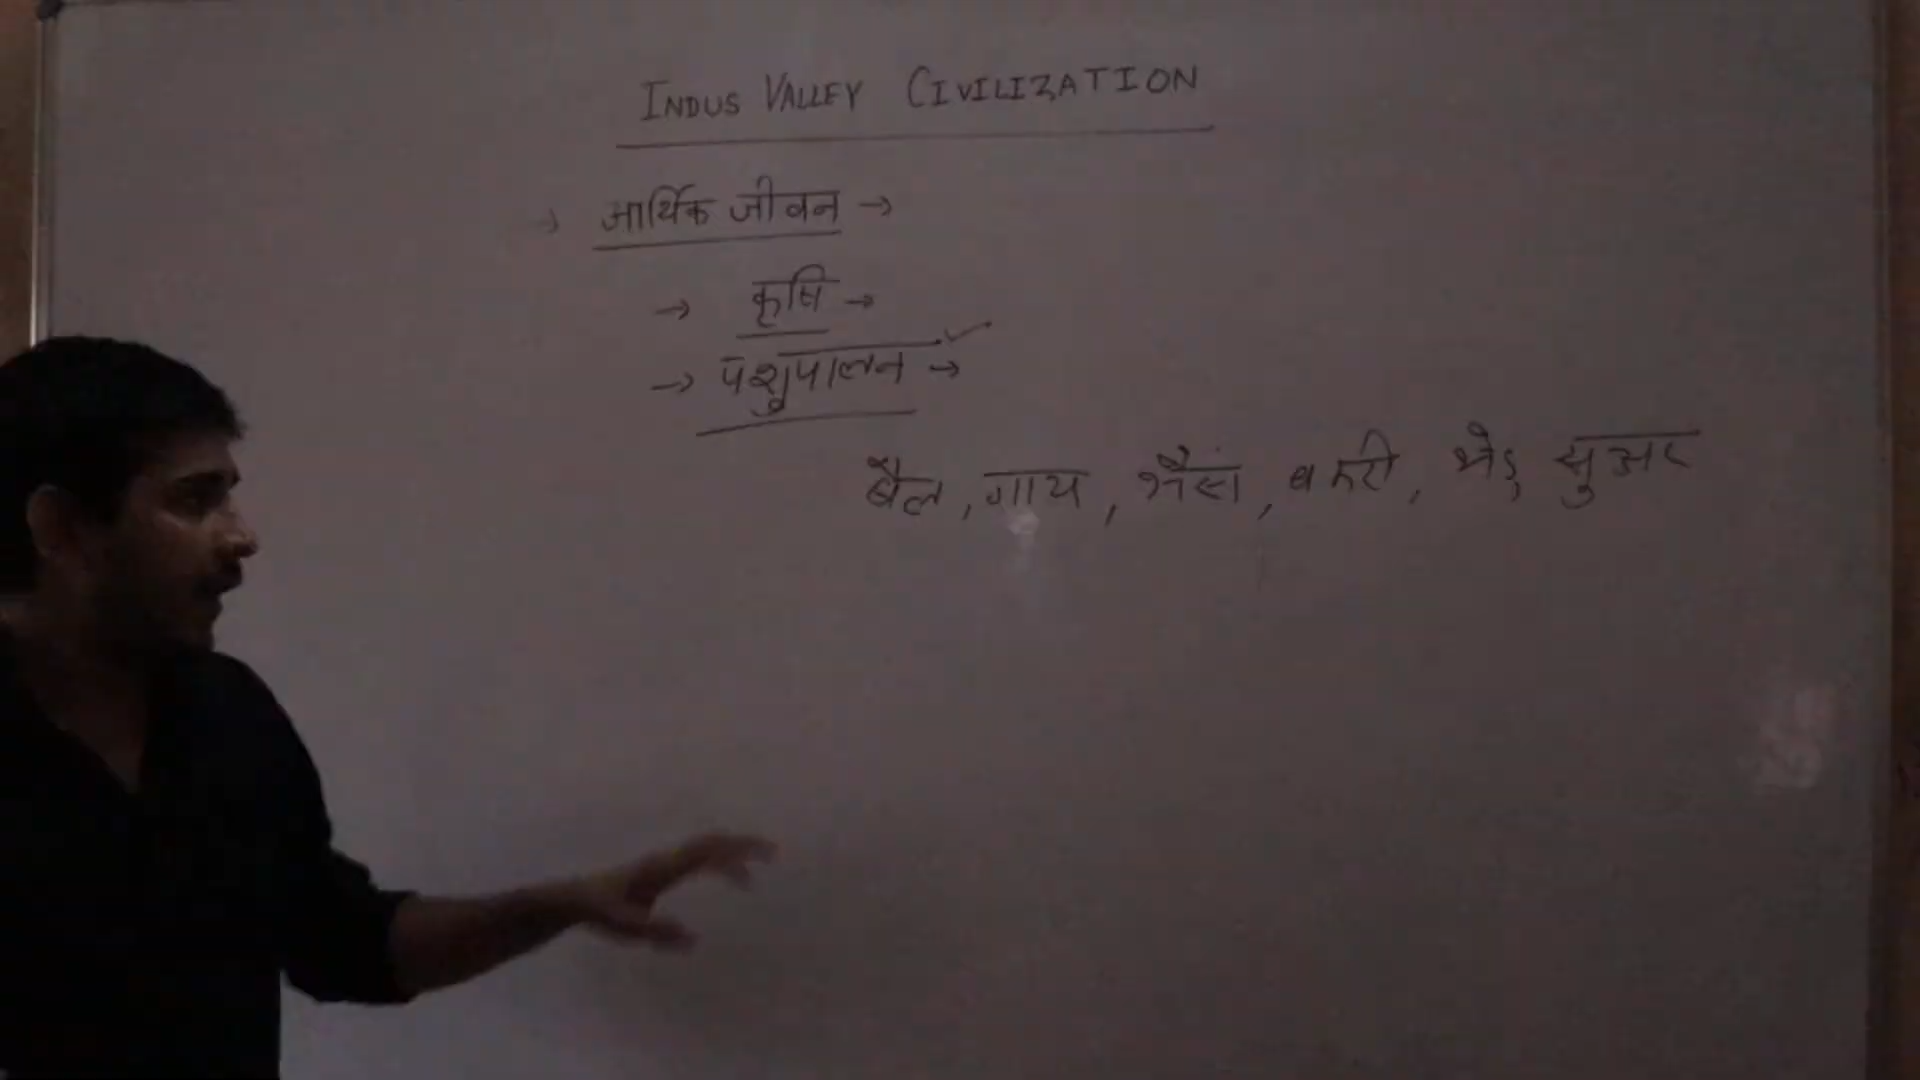 INDUS VALLEY CIVILIZATION
→ आर्थिक जीवन →
→ कृषि →
→ पशुपालन → ✓
बैल, गाय, भैंस, बकरी, भेड़, सुअर